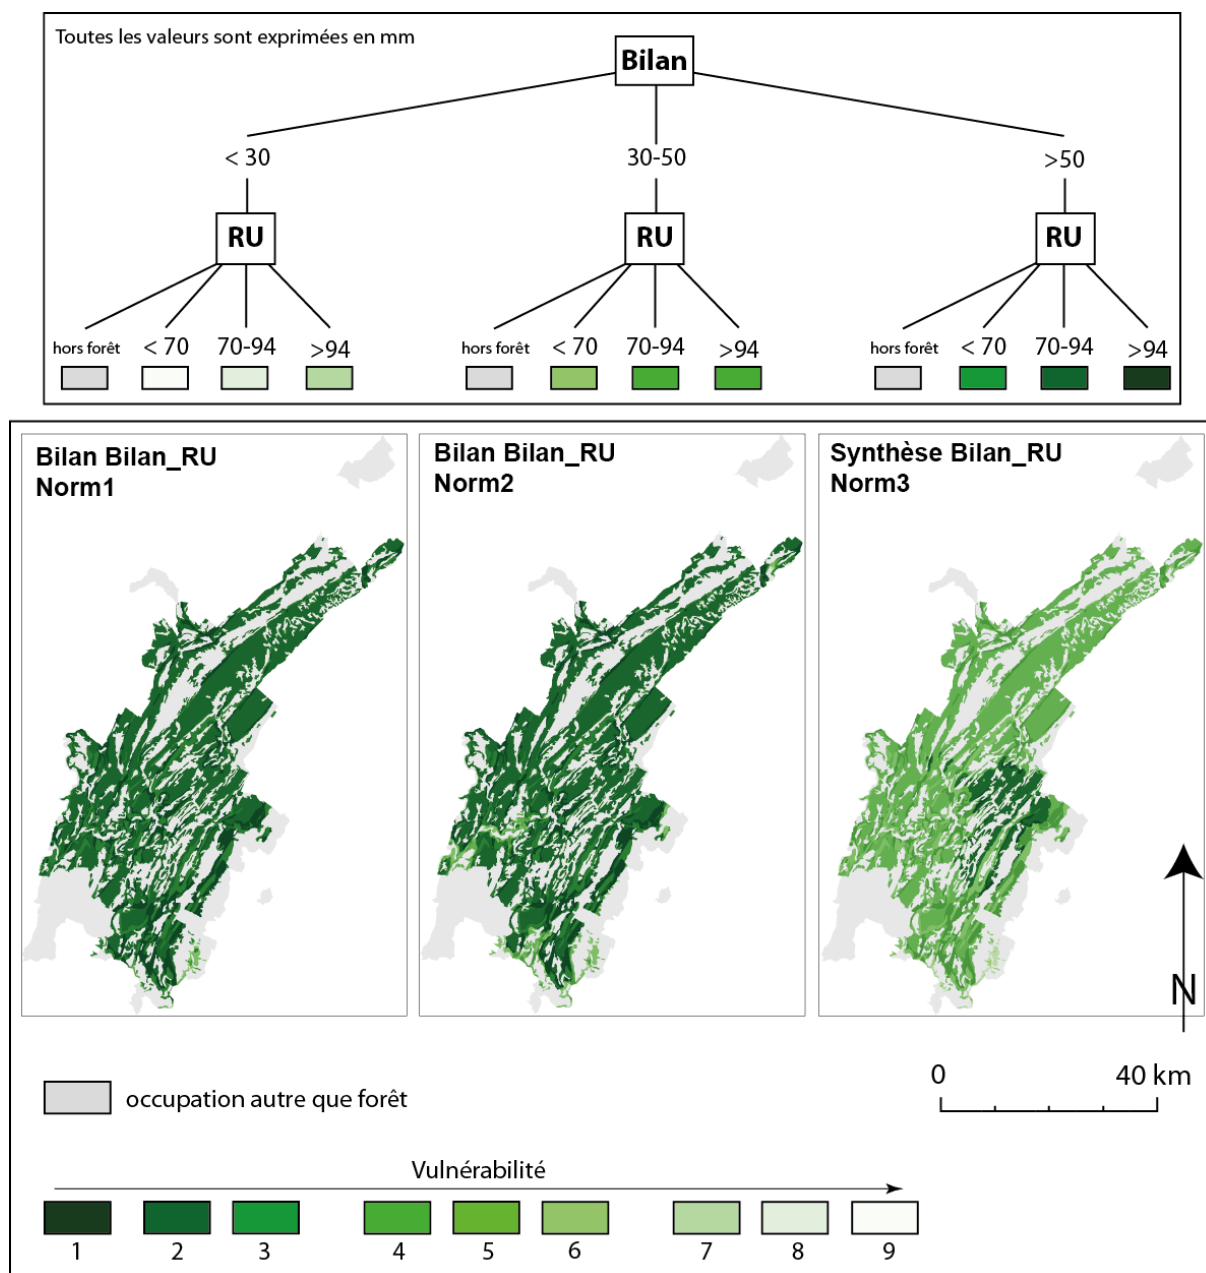 Toutes les valeurs sont exprimées en mm
Bilan
< 30
30-50
>50
RU
RU
RU
hors forêt
< 70
70-94
>94
hors forêt
< 70
70-94
>94
hors forêt
< 70
70-94
>94
Bilan Bilan_RU
Norm1
Bilan Bilan_RU
Norm2
Synthèse Bilan_RU
Norm3
N
occupation autre que forêt
0
40 km
Vulnérabilité
1
2
3
4
5
6
7
8
9